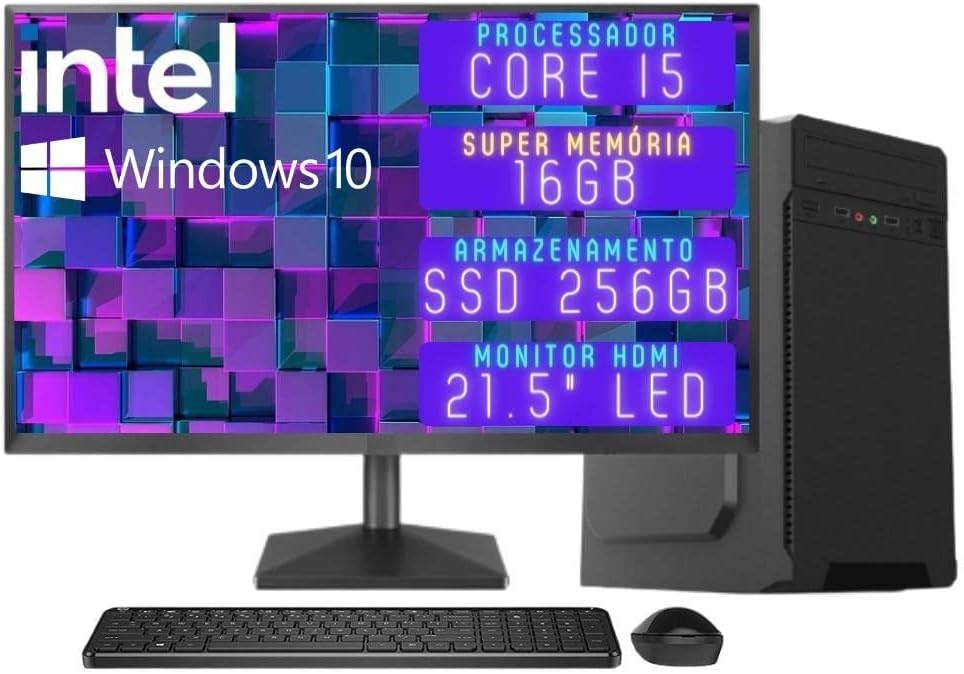 intel
Windows 10
PROCESSADOR
CORE I5
SUPER MEMÓRIA
16GB
ARMAZENAMENTO
SSD 256GB
MONITOR HDMI
21.5" LED